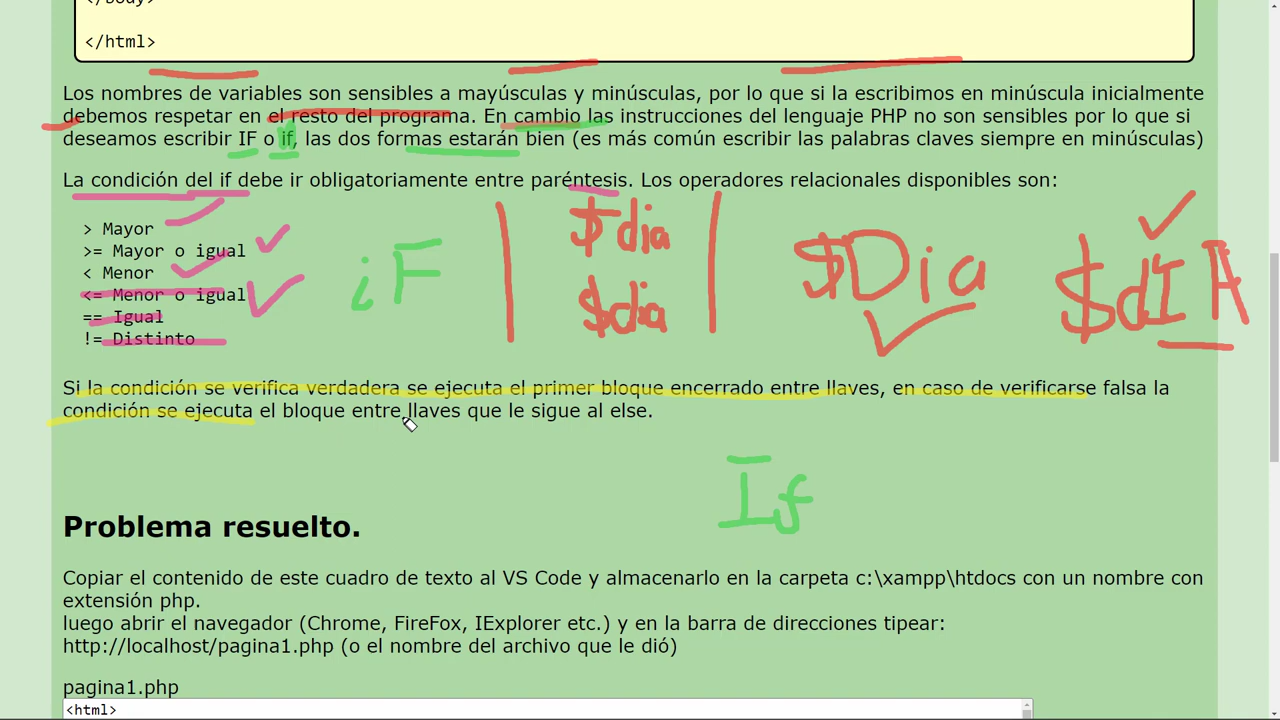 </body>
</html>
Los nombres de variables son sensibles a mayúsculas y minúsculas, por lo que si la escribimos en minúscula inicialmente
debemos respetar en el resto del programa. En cambio las instrucciones del lenguaje PHP no son sensibles por lo que si
deseamos escribir IF o if, las dos formas estarán bien (es más común escribir las palabras claves siempre en minúsculas)
La condición del if debe ir obligatoriamente entre paréntesis. Los operadores relacionales disponibles son:
> Mayor
>= Mayor o igual
< Menor
<= Menor o igual
== Igual
!= Distinto
iF
$dia
$dia
$Dia
$dIA
Si la condición se verifica verdadera se ejecuta el primer bloque encerrado entre llaves, en caso de verificarse falsa la
condición se ejecuta el bloque entre llaves que le sigue al else.
If
Problema resuelto.
Copiar el contenido de este cuadro de texto al VS Code y almacenarlo en la carpeta c:\xampp\htdocs con un nombre con
extensión php.
luego abrir el navegador (Chrome, FireFox, IExplorer etc.) y en la barra de direcciones tipear:
http://localhost/pagina1.php (o el nombre del archivo que le dió)
pagina1.php
<html>